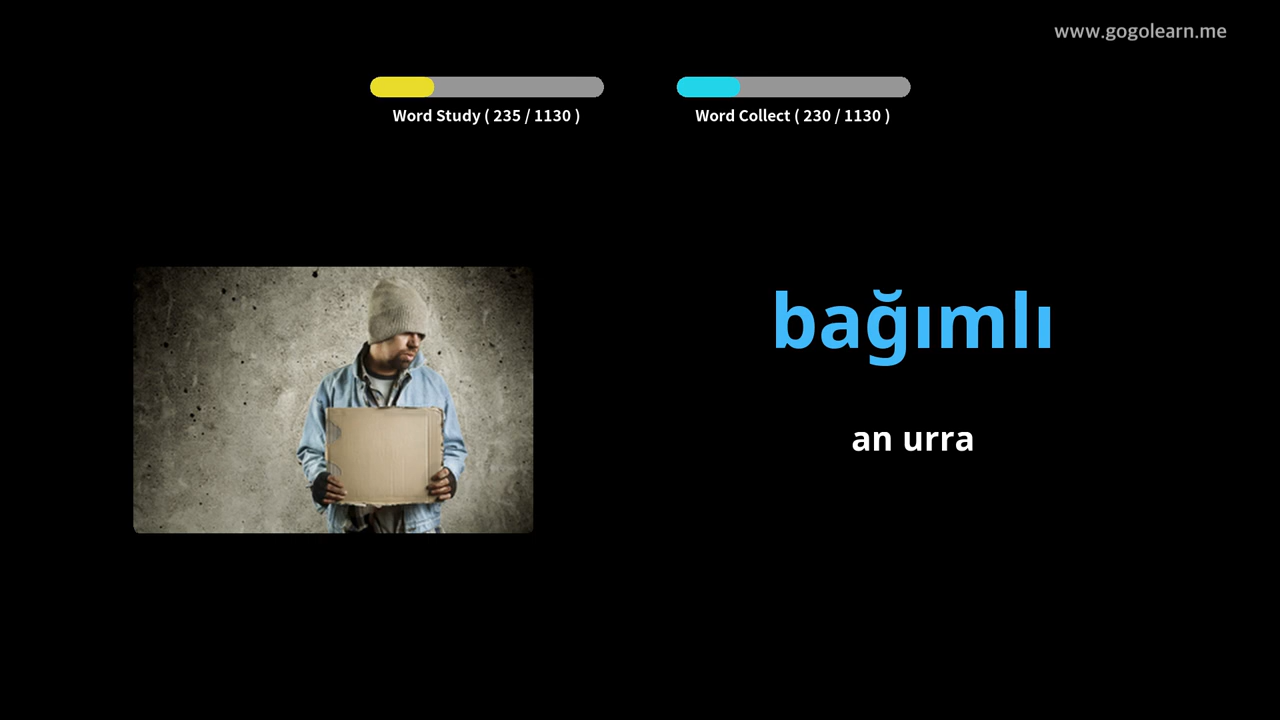 www.gogolearn.me
Word Study ( 235 / 1130 )
Word Collect ( 230 / 1130 )
bağımlı
an urra